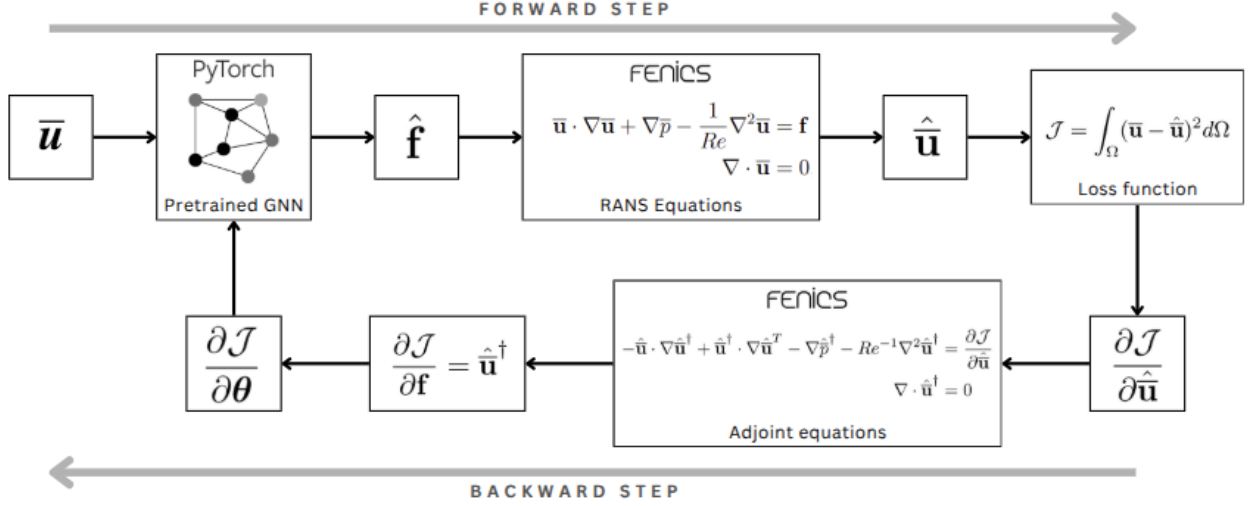 FORWARD STEP
PyTorch
Pretrained GNN
ū
f̂
FENICS
ū · ∇ū + ∇p̄ − 1/Re ∇²ū = f
∇ · ū = 0
RANS Equations
ū̂
𝒥 = ∫_Ω (ū − ū̂)² dΩ
Loss function
∂𝒥/∂ū̂
FENICS
−ū̂ · ∇ū̂† + ū̂† · ∇ū̂ᵀ − ∇p̄̂† − Re⁻¹∇²ū̂† = ∂𝒥/∂ū̂
∇ · ū̂† = 0
Adjoint equations
∂𝒥/∂f = ū̂†
∂𝒥/∂θ
BACKWARD STEP